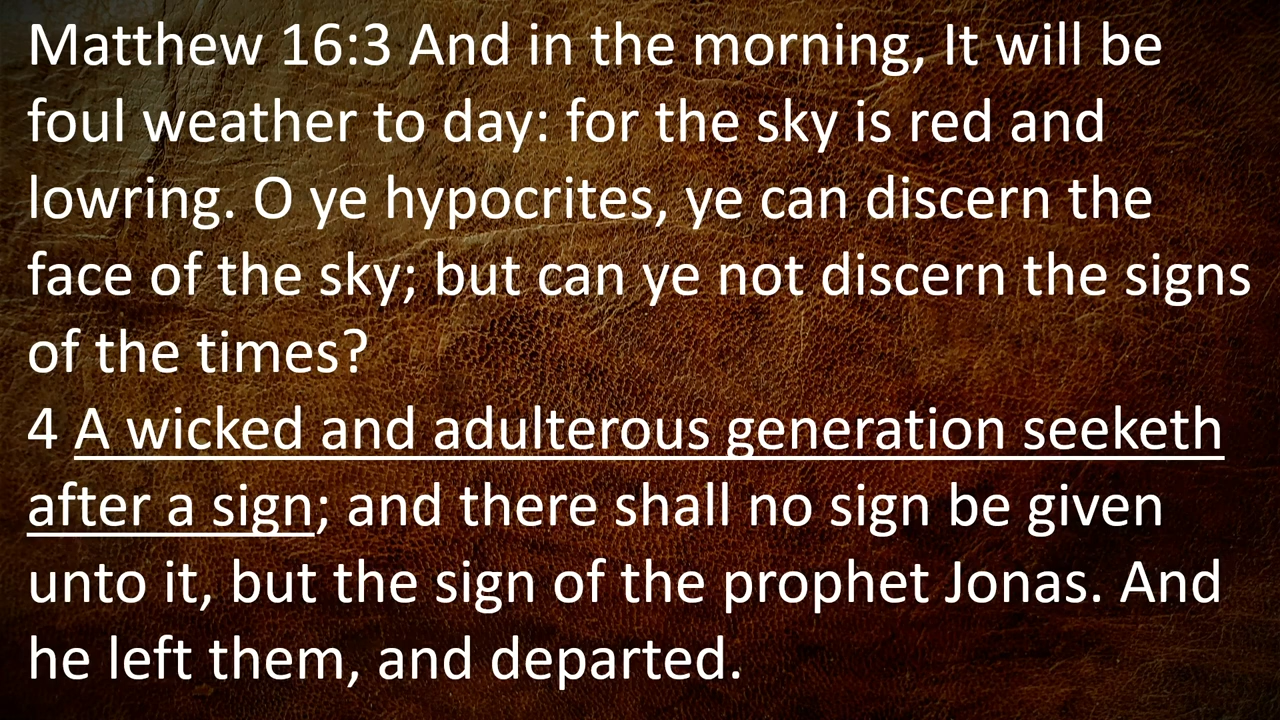 Matthew 16:3 And in the morning, It will be
foul weather to day: for the sky is red and
lowring. O ye hypocrites, ye can discern the
face of the sky; but can ye not discern the signs
of the times?
4 A wicked and adulterous generation seeketh
after a sign; and there shall no sign be given
unto it, but the sign of the prophet Jonas. And
he left them, and departed.